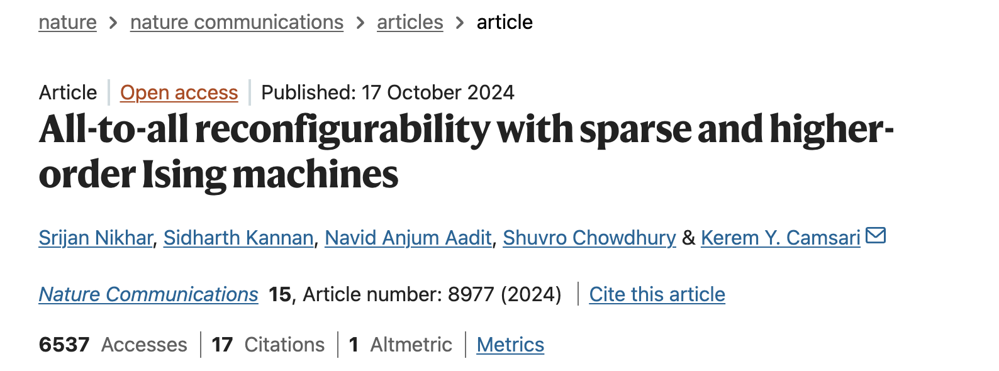 nature > nature communications > articles > article
Article | Open access | Published: 17 October 2024
All-to-all reconfigurability with sparse and higher-
order Ising machines
Srijan Nikhar, Sidharth Kannan, Navid Anjum Aadit, Shuvro Chowdhury & Kerem Y. Camsari
Nature Communications 15, Article number: 8977 (2024) | Cite this article
6537 Accesses | 17 Citations | 1 Altmetric | Metrics